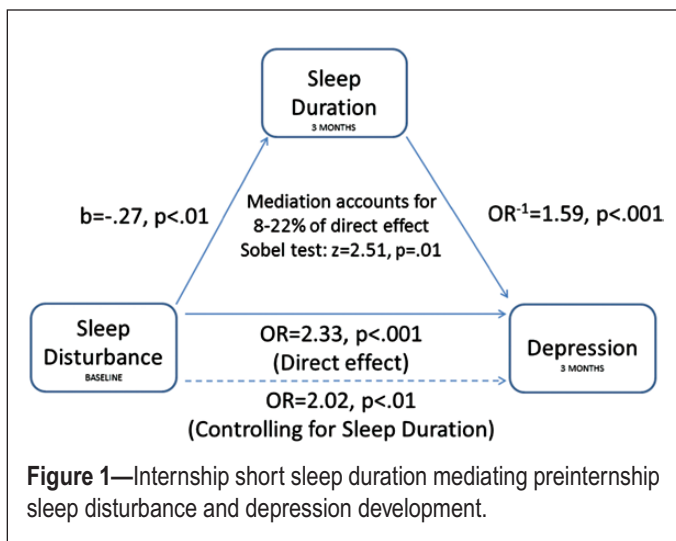 Sleep
Duration
3 MONTHS
b=-.27, p<.01
Mediation accounts for
8-22% of direct effect
Sobel test: z=2.51, p=.01
OR⁻¹=1.59, p<.001
Sleep
Disturbance
BASELINE
OR=2.33, p<.001
(Direct effect)
Depression
3 MONTHS
OR=2.02, p<.01
(Controlling for Sleep Duration)
Figure 1—Internship short sleep duration mediating preinternship
sleep disturbance and depression development.